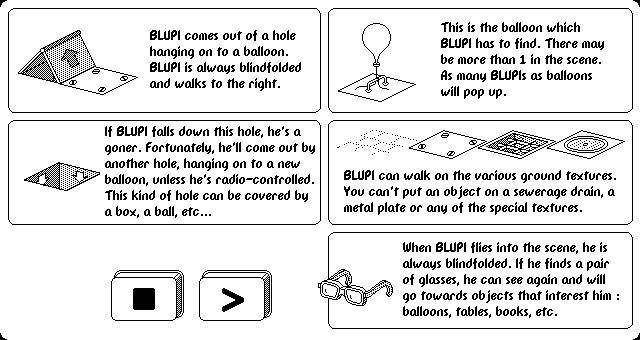 BLUPI comes out of a hole
hanging on to a balloon.
BLUPI is always blindfolded
and walks to the right.
This is the balloon which
BLUPI has to find. There may
be more than 1 in the scene.
As many BLUPIs as balloons
will pop up.
If BLUPI falls down this hole, he's a
goner. Fortunately, he'll come out by
another hole, hanging on to a new
balloon, unless he's radio-controlled.
This kind of hole can be covered by
a box, a ball, etc...
BLUPI can walk on the various ground textures.
You can't put an object on a sewerage drain, a
metal plate or any of the special textures.
When BLUPI flies into the scene, he is
always blindfolded. If he finds a pair
of glasses, he can see again and will
go towards objects that interest him :
balloons, tables, books, etc.